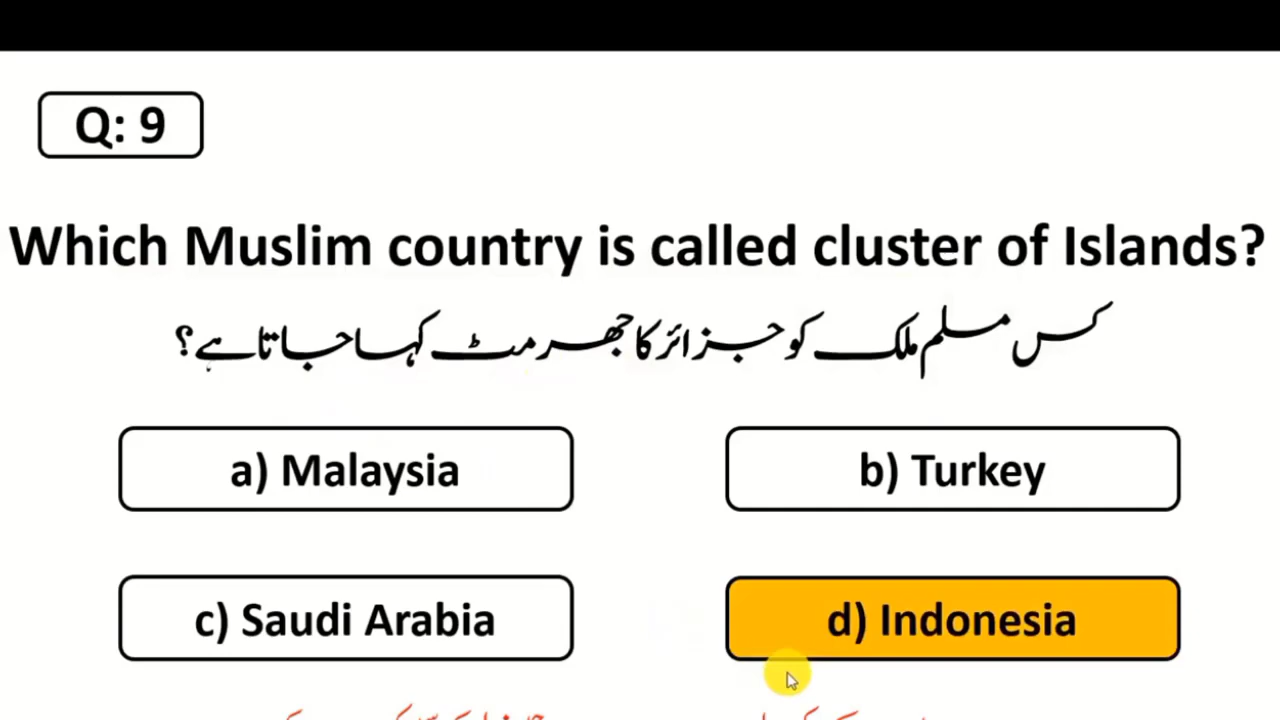 Q: 9
Which Muslim country is called cluster of Islands?
کس مسلم ملک کو جزائر کا جھرمٹ کہا جاتا ہے؟
a) Malaysia
b) Turkey
c) Saudi Arabia
d) Indonesia